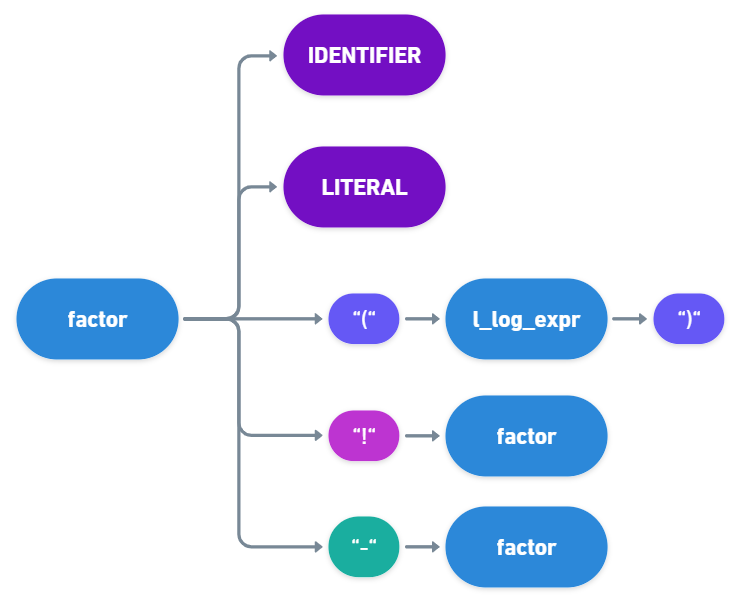 IDENTIFIER
LITERAL
factor
“(“
l_log_expr
“)“
“!“
factor
“-“
factor